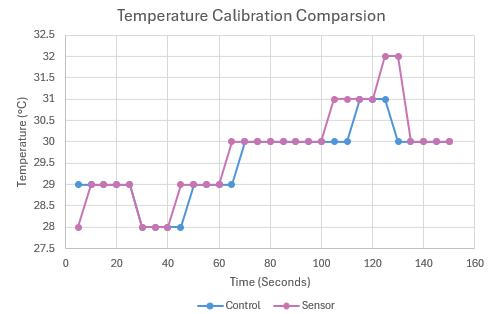 Temperature Calibration Comparsion
32.5
32
31.5
31
30.5
30
29.5
29
28.5
28
27.5
Temperature (°C)
0 20 40 60 80 100 120 140 160
Time (Seconds)
Control Sensor